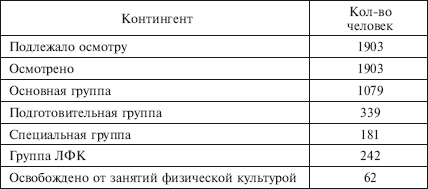 Контингент Кол-во
человек
Подлежало осмотру 1903
Осмотрено 1903
Основная группа 1079
Подготовительная группа 339
Специальная группа 181
Группа ЛФК 242
Освобождено от занятий физической культурой 62